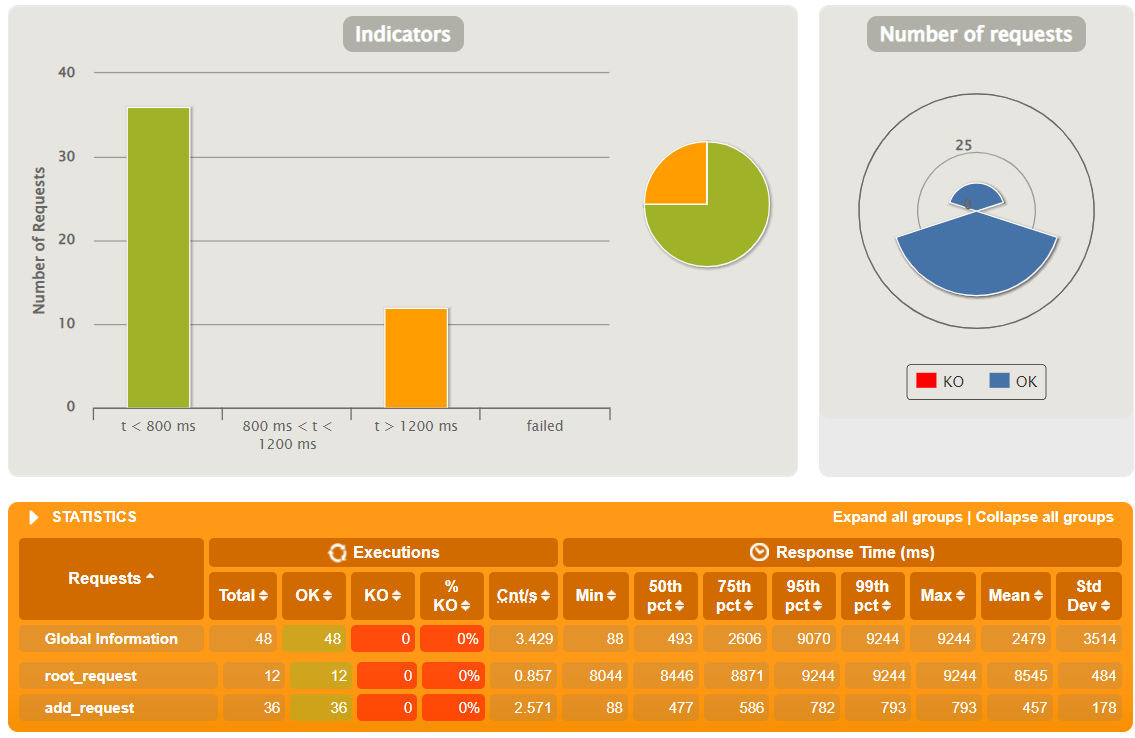 Indicators
40
30
20
10
0
Number of Requests
t < 800 ms
800 ms < t <
1200 ms
t > 1200 ms
failed
Number of requests
25
0
KO OK
STATISTICS
Expand all groups | Collapse all groups
Requests
Executions
Response Time (ms)
Total OK KO % KO Cnt/s Min 50th pct 75th pct 95th pct 99th pct Max Mean Std Dev
Global Information 48 48 0 0% 3.429 88 493 2606 9070 9244 9244 2479 3514
root_request 12 12 0 0% 0.857 8044 8446 8871 9244 9244 9244 8545 484
add_request 36 36 0 0% 2.571 88 477 586 782 793 793 457 178